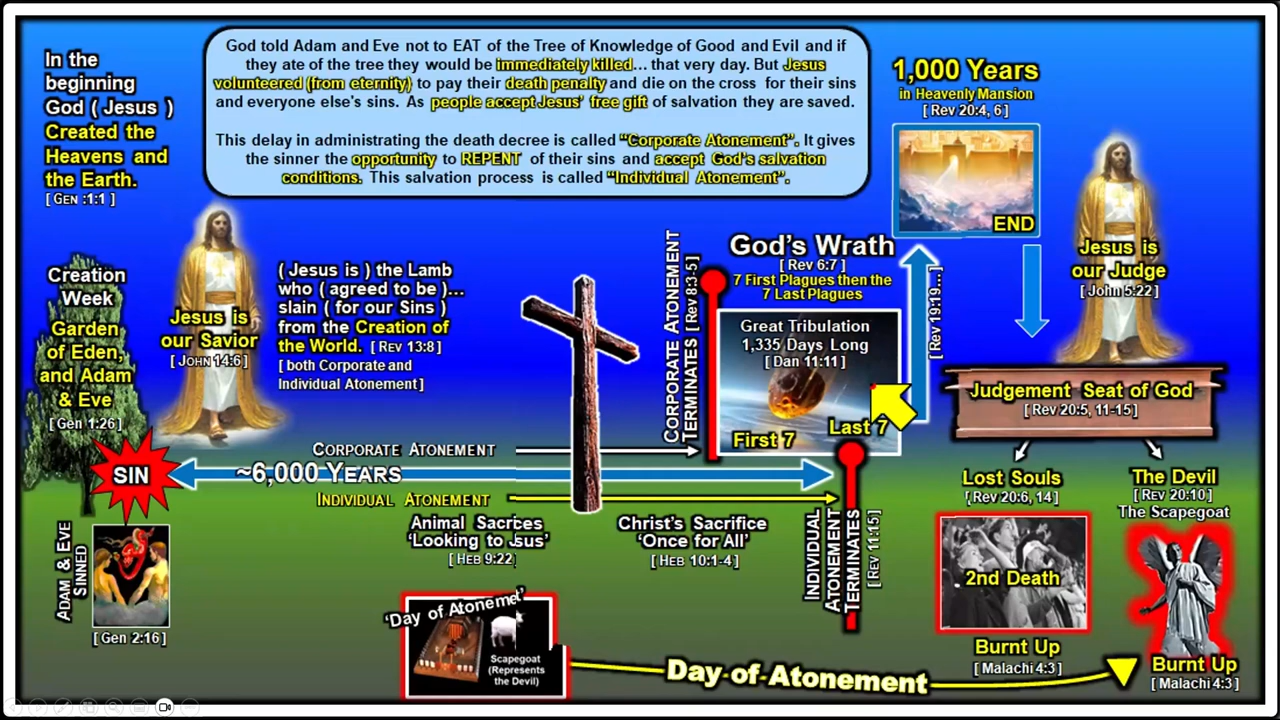 In the
beginning
God ( Jesus )
Created the
Heavens and
the Earth.
[ GEN :1:1 ]
God told Adam and Eve not to EAT of the Tree of Knowledge of Good and Evil and if
they ate of the tree they would be immediately killed... that very day. But Jesus
volunteered (from eternity) to pay their death penalty and die on the cross for their sins
and everyone else's sins. As people accept Jesus' free gift of salvation they are saved.
This delay in administrating the death decree is called “Corporate Atonement”. It gives
the sinner the opportunity to REPENT of their sins and accept God's salvation
conditions. This salvation process is called “Individual Atonement”.
1,000 Years
in Heavenly Mansion
[ Rev 20:4, 6 ]
END
Jesus is
our Judge
[ John 5:22 ]
Creation
Week
Garden
of Eden,
and Adam
& Eve
[ Gen 1:26 ]
Jesus is
our Savior
[ JOHN 14:6 ]
( Jesus is ) the Lamb
who ( agreed to be )...
slain ( for our Sins )
from the Creation of
the World. [ REV 13:8 ]
[ both Corporate and
Individual Atonement ]
CORPORATE ATONEMENT
TERMINATES [ Rev 8:3-5 ]
God's Wrath
[ Rev 6:7 ]
7 First Plagues then the
7 Last Plagues
Great Tribulation
1,335 Days Long
[ Dan 11:11 ]
First 7
Last 7
[Rev 19:19...]
Judgement Seat of God
[ Rev 20:5, 11-15 ]
SIN
CORPORATE ATONEMENT
~6,000 YEARS
INDIVIDUAL ATONEMENT
Animal Sacrices
‘Looking to Jsus’
[ HEB 9:22]
Christ's Sacrifice
‘Once for All’
[ HEB 10:1-4 ]
INDIVIDUAL
ATONEMENT
TERMINATES
[ Rev 11:15 ]
Lost Souls
[ Rev 20:6, 14 ]
2nd Death
Burnt Up
[ Malachi 4:3 ]
The Devil
[ REV 20:10 ]
The Scapegoat
Burnt Up
[ Malachi 4:3 ]
ADAM & EVE
SINNED
[ Gen 2:16 ]
‘Day of Atonemet’
Scapegoat
(Represents
the Devil)
Day of Atonement